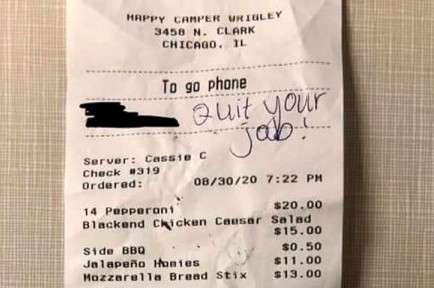 HAPPY CAMPER WRIGLEY
3458 N. CLARK
CHICAGO, IL
To go phone
Quit your
job!
Server: Cassie C
Check #319
Ordered: 08/30/20 7:22 PM
14 Pepperoni $20.00
Blackend Chicken Caesar Salad
$15.00
Side BBQ $0.50
Jalapeño Homies $11.00
Mozzarella Bread Stix $13.00